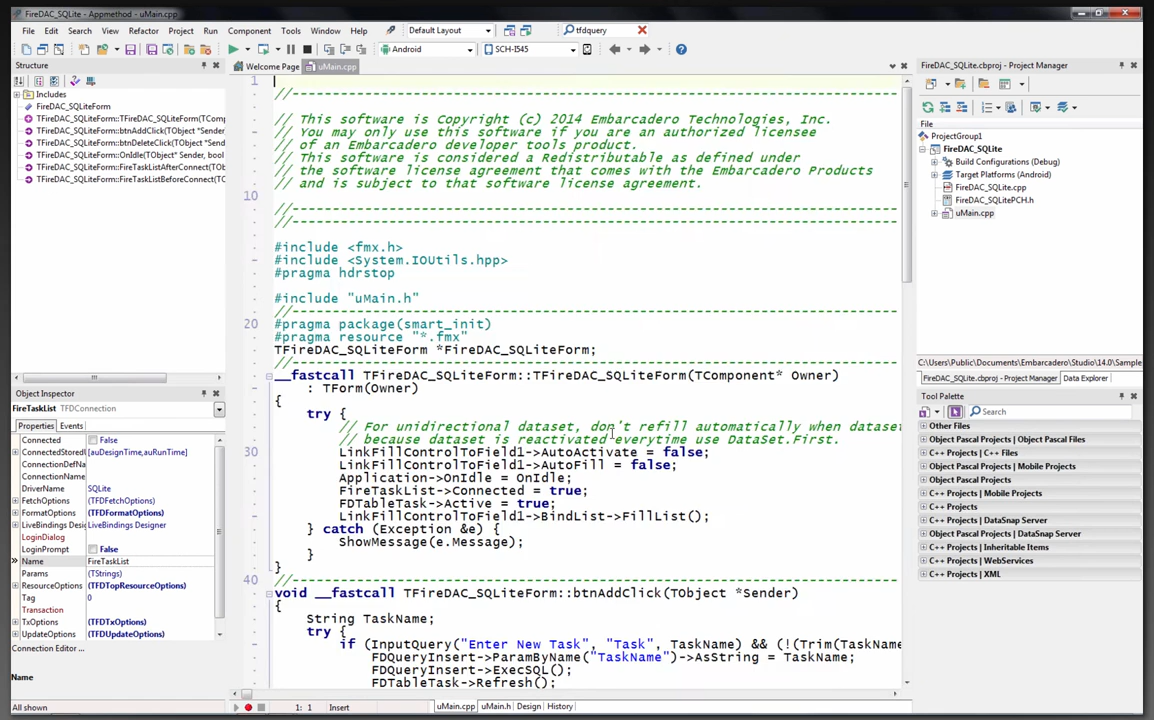 FireDAC_SQLite - Appmethod - uMain.cpp
File Edit Search View Refactor Project Run Component Tools Window Help Default Layout tfdquery
Android SCH-I545
Structure
Includes
FireDAC_SQLiteForm
TFireDAC_SQLiteForm::TFireDAC_SQLiteForm(TComp
TFireDAC_SQLiteForm::btnAddClick(TObject *Sender
TFireDAC_SQLiteForm::btnDeleteClick(TObject *Send
TFireDAC_SQLiteForm::OnIdle(TObject* Sender, bool
TFireDAC_SQLiteForm::FireTaskListAfterConnect(TOb
TFireDAC_SQLiteForm::FireTaskListBeforeConnect(TO
Object Inspector
FireTaskList TFDConnection
Properties Events
Connected False
ConnectedStored [auDesignTime,auRunTime]
ConnectionDefNa
ConnectionName
DriverName SQLite
FetchOptions (TFDFetchOptions)
FormatOptions (TFDFormatOptions)
LiveBindings Desi LiveBindings Designer
LoginDialog
LoginPrompt False
Name FireTaskList
Params (TStrings)
ResourceOptions (TFDTopResourceOptions)
Tag 0
Transaction
TxOptions (TFDTxOptions)
UpdateOptions (TFDUpdateOptions)
Connection Editor ...
Name
All shown
Welcome Page uMain.cpp
1
//---------------------------------------------------------------------------
// This software is Copyright (c) 2014 Embarcadero Technologies, Inc.
// You may only use this software if you are an authorized licensee
// of an Embarcadero developer tools product.
// This software is considered a Redistributable as defined under
// the software license agreement that comes with the Embarcadero Products
// and is subject to that software license agreement.
10
//---------------------------------------------------------------------------
//---------------------------------------------------------------------------
#include <fmx.h>
#include <System.IOUtils.hpp>
#pragma hdrstop
#include "uMain.h"
//---------------------------------------------------------------------------
20 #pragma package(smart_init)
#pragma resource "*.fmx"
TFireDAC_SQLiteForm *FireDAC_SQLiteForm;
//---------------------------------------------------------------------------
__fastcall TFireDAC_SQLiteForm::TFireDAC_SQLiteForm(TComponent* Owner)
: TForm(Owner)
{
try {
// For unidirectional dataset, don't refill automatically when dataset
// because dataset is reactivated everytime use DataSet.First.
30 LinkFillControlToField1->AutoActivate = false;
LinkFillControlToField1->AutoFill = false;
Application->OnIdle = OnIdle;
FireTaskList->Connected = true;
FDTableTask->Active = true;
LinkFillControlToField1->BindList->FillList();
} catch (Exception &e) {
ShowMessage(e.Message);
}
}
40 //---------------------------------------------------------------------------
void __fastcall TFireDAC_SQLiteForm::btnAddClick(TObject *Sender)
{
String TaskName;
try {
if (InputQuery("Enter New Task", "Task", TaskName) && (!(Trim(TaskName
FDQueryInsert->ParamByName("TaskName")->AsString = TaskName;
FDQueryInsert->ExecSQL();
FDTableTask->Refresh();
1: 1 Insert uMain.cpp uMain.h Design History
FireDAC_SQLite.cbproj - Project Manager
File
ProjectGroup1
FireDAC_SQLite
Build Configurations (Debug)
Target Platforms (Android)
FireDAC_SQLite.cpp
FireDAC_SQLitePCH.h
uMain.cpp
C:\Users\Public\Documents\Embarcadero\Studio\14.0\Sample
FireDAC_SQLite.cbproj - Project Manager Data Explorer
Tool Palette
Search
Other Files
Object Pascal Projects | Object Pascal Files
C++ Projects | C++ Files
Object Pascal Projects | Mobile Projects
C++ Projects | Mobile Projects
C++ Projects
C++ Projects | DataSnap Server
Object Pascal Projects | DataSnap Server
C++ Projects | Inheritable Items
C++ Projects | WebServices
C++ Projects | XML